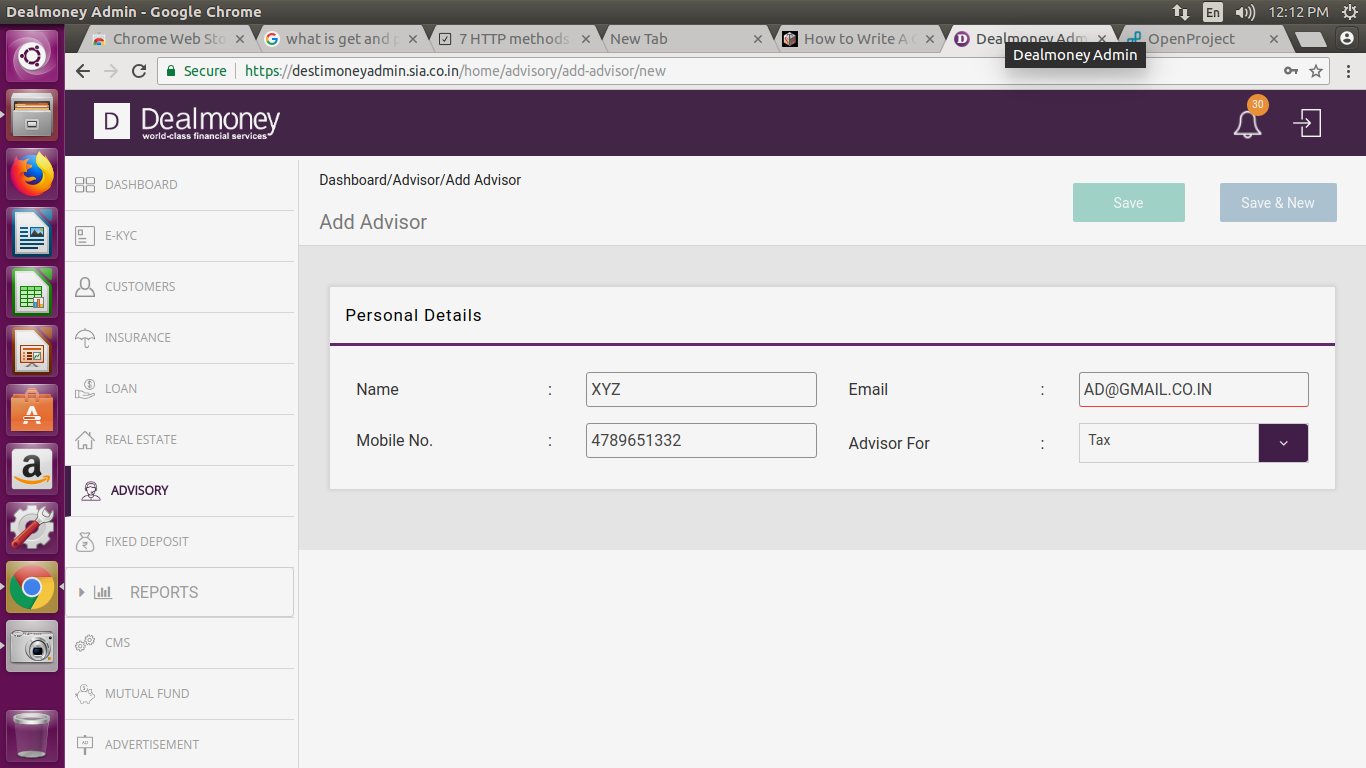 Dealmoney Admin - Google Chrome
En
12:12 PM
Chrome Web Sto
what is get and p
7 HTTP methods
New Tab
How to Write A
Dealmoney Adm
OpenProject
Dealmoney Admin
Secure
https://destimoneyadmin.sia.co.in/home/advisory/add-advisor/new
D
Dealmoney
world-class financial services
30
DASHBOARD
E-KYC
CUSTOMERS
INSURANCE
LOAN
REAL ESTATE
ADVISORY
FIXED DEPOSIT
REPORTS
CMS
MUTUAL FUND
ADVERTISEMENT
Dashboard/Advisor/Add Advisor
Add Advisor
Save
Save & New
Personal Details
Name : XYZ
Email : AD@GMAIL.CO.IN
Mobile No. : 4789651332
Advisor For : Tax